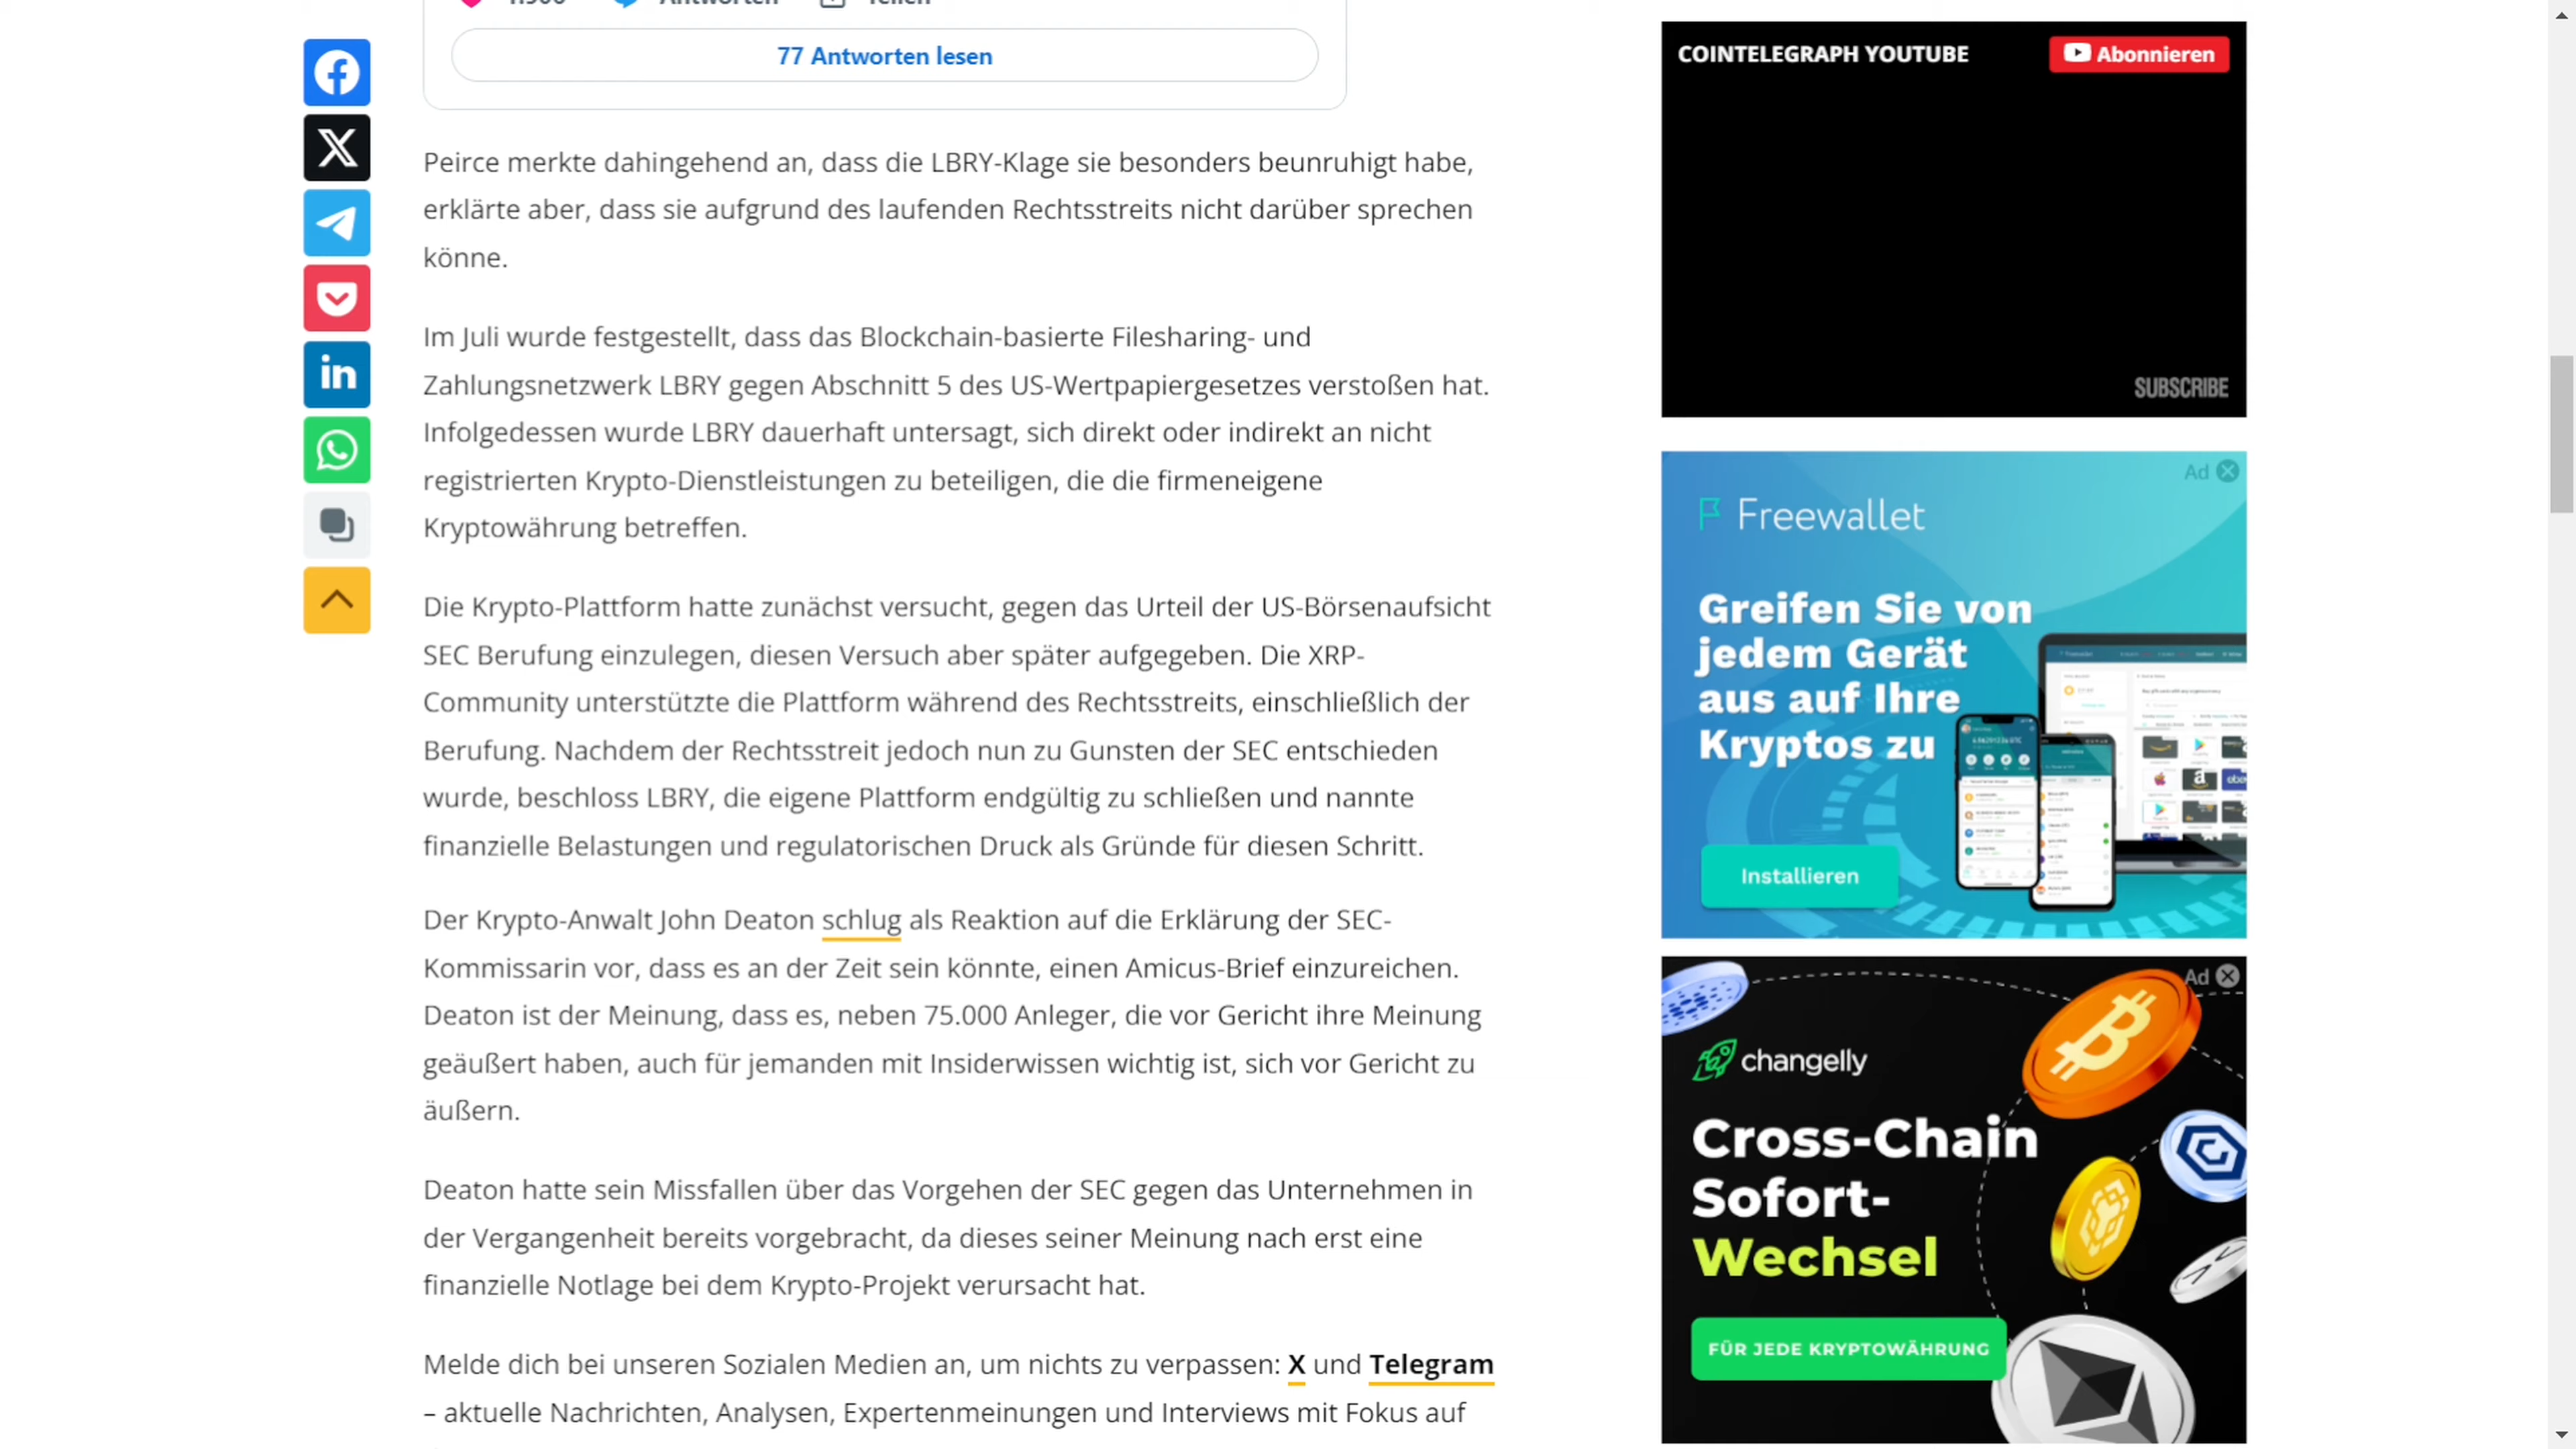 77 Antworten lesen
Peirce merkte dahingehend an, dass die LBRY-Klage sie besonders beunruhigt habe,
erklärte aber, dass sie aufgrund des laufenden Rechtsstreits nicht darüber sprechen
könne.
Im Juli wurde festgestellt, dass das Blockchain-basierte Filesharing- und
Zahlungsnetzwerk LBRY gegen Abschnitt 5 des US-Wertpapiergesetzes verstoßen hat.
Infolgedessen wurde LBRY dauerhaft untersagt, sich direkt oder indirekt an nicht
registrierten Krypto-Dienstleistungen zu beteiligen, die die firmeneigene
Kryptowährung betreffen.
Die Krypto-Plattform hatte zunächst versucht, gegen das Urteil der US-Börsenaufsicht
SEC Berufung einzulegen, diesen Versuch aber später aufgegeben. Die XRP-
Community unterstützte die Plattform während des Rechtsstreits, einschließlich der
Berufung. Nachdem der Rechtsstreit jedoch nun zu Gunsten der SEC entschieden
wurde, beschloss LBRY, die eigene Plattform endgültig zu schließen und nannte
finanzielle Belastungen und regulatorischen Druck als Gründe für diesen Schritt.
Der Krypto-Anwalt John Deaton schlug als Reaktion auf die Erklärung der SEC-
Kommissarin vor, dass es an der Zeit sein könnte, einen Amicus-Brief einzureichen.
Deaton ist der Meinung, dass es, neben 75.000 Anleger, die vor Gericht ihre Meinung
geäußert haben, auch für jemanden mit Insiderwissen wichtig ist, sich vor Gericht zu
äußern.
Deaton hatte sein Missfallen über das Vorgehen der SEC gegen das Unternehmen in
der Vergangenheit bereits vorgebracht, da dieses seiner Meinung nach erst eine
finanzielle Notlage bei dem Krypto-Projekt verursacht hat.
Melde dich bei unseren Sozialen Medien an, um nichts zu verpassen: X und Telegram
– aktuelle Nachrichten, Analysen, Expertenmeinungen und Interviews mit Fokus auf
COINTELEGRAPH YOUTUBE
Abonnieren
SUBSCRIBE
Ad
Freewallet
Greifen Sie von
jedem Gerät
aus auf Ihre
Kryptos zu
Installieren
Ad
changelly
Cross-Chain
Sofort-
Wechsel
FÜR JEDE KRYPTOWÄHRUNG